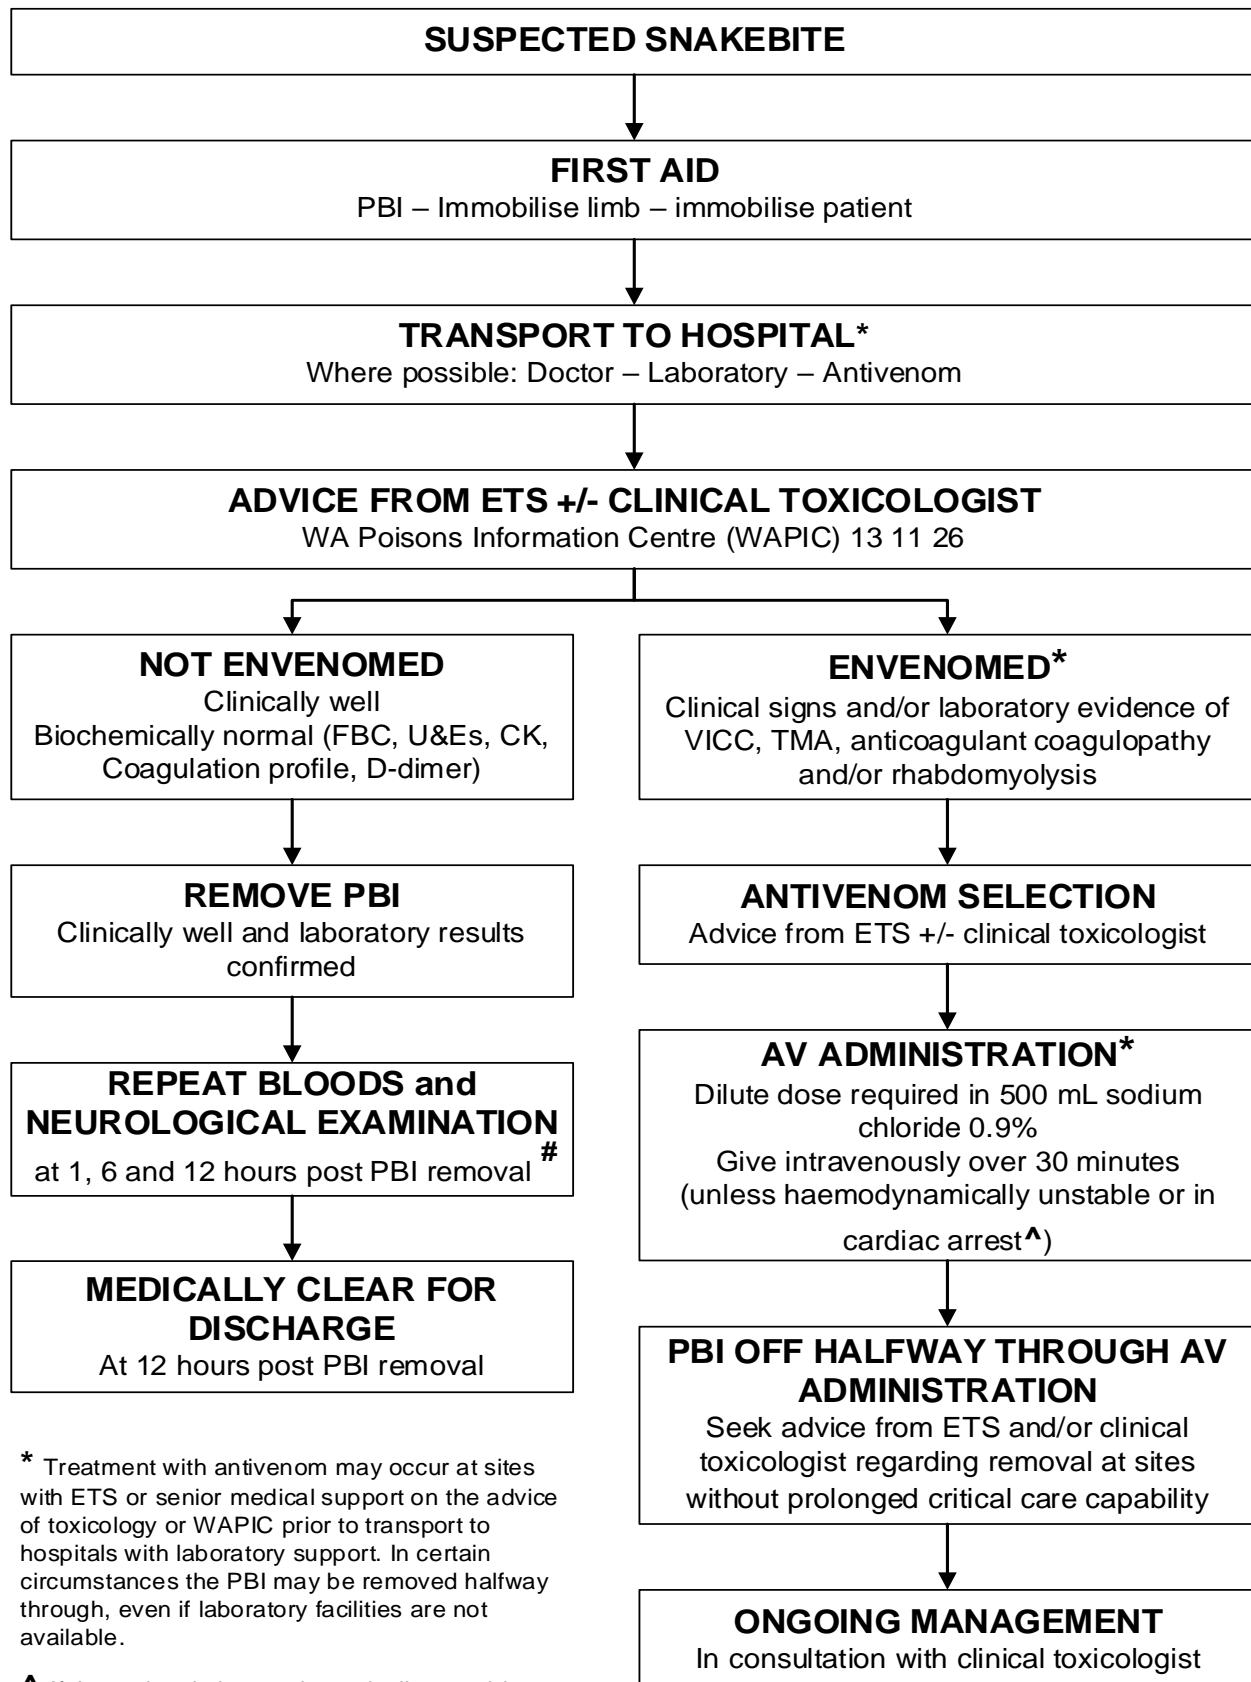 SUSPECTED SNAKEBITE
FIRST AID
PBI – Immobilise limb – immobilise patient
TRANSPORT TO HOSPITAL*
Where possible: Doctor – Laboratory – Antivenom
ADVICE FROM ETS +/- CLINICAL TOXICOLOGIST
WA Poisons Information Centre (WAPIC) 13 11 26
NOT ENVENOMED
Clinically well
Biochemically normal (FBC, U&Es, CK,
Coagulation profile, D-dimer)
REMOVE PBI
Clinically well and laboratory results
confirmed
REPEAT BLOODS and
NEUROLOGICAL EXAMINATION
at 1, 6 and 12 hours post PBI removal #
MEDICALLY CLEAR FOR
DISCHARGE
At 12 hours post PBI removal
* Treatment with antivenom may occur at sites
with ETS or senior medical support on the advice
of toxicology or WAPIC prior to transport to
hospitals with laboratory support. In certain
circumstances the PBI may be removed halfway
through, even if laboratory facilities are not
available.
ENVENOMED*
Clinical signs and/or laboratory evidence of
VICC, TMA, anticoagulant coagulopathy
and/or rhabdomyolysis
ANTIVENOM SELECTION
Advice from ETS +/- clinical toxicologist
AV ADMINISTRATION*
Dilute dose required in 500 mL sodium
chloride 0.9%
Give intravenously over 30 minutes
(unless haemodynamically unstable or in
cardiac arrest^)
PBI OFF HALFWAY THROUGH AV
ADMINISTRATION
Seek advice from ETS and/or clinical
toxicologist regarding removal at sites
without prolonged critical care capability
ONGOING MANAGEMENT
In consultation with clinical toxicologist